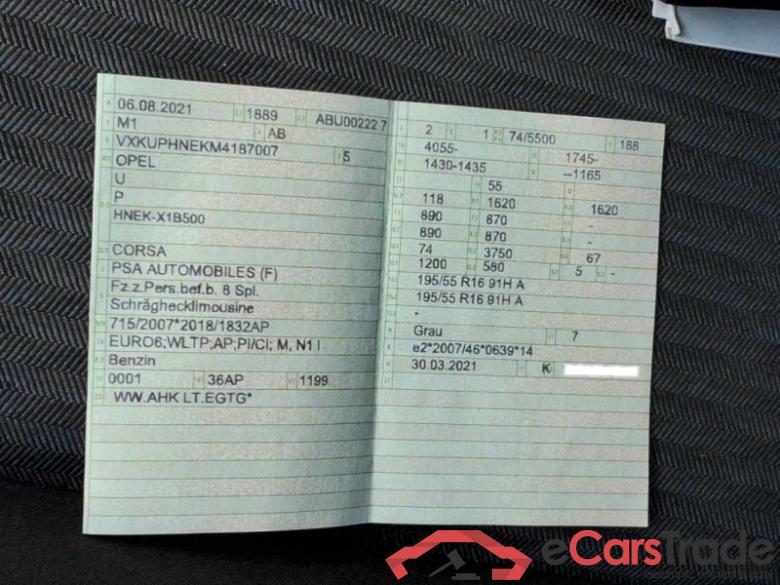 06.08.2021 1889 ABU00222 7
M1 AB
VXKUPHNEKM4187007 5
OPEL
U
P
HNEK-X1B500
CORSA
PSA AUTOMOBILES (F)
Fz.z.Pers.bef.b. 8 Spl.
Schräghecklimousine
715/2007*2018/1832AP
EURO6;WLTP;AP;PI/CI; M, N1 I
Benzin
0001 36AP 1199
WW.AHK LT.EGTG*
2 1 74/5500 188
4055- 1745-
1430-1435 --1165
55
118 1620 1620
890 870 -
890 870 -
74 3750 67
1200 580 5 -
195/55 R16 91H A
195/55 R16 91H A
-
Grau 7
e2*2007/46*0639*14
30.03.2021 K
eCarsTrade